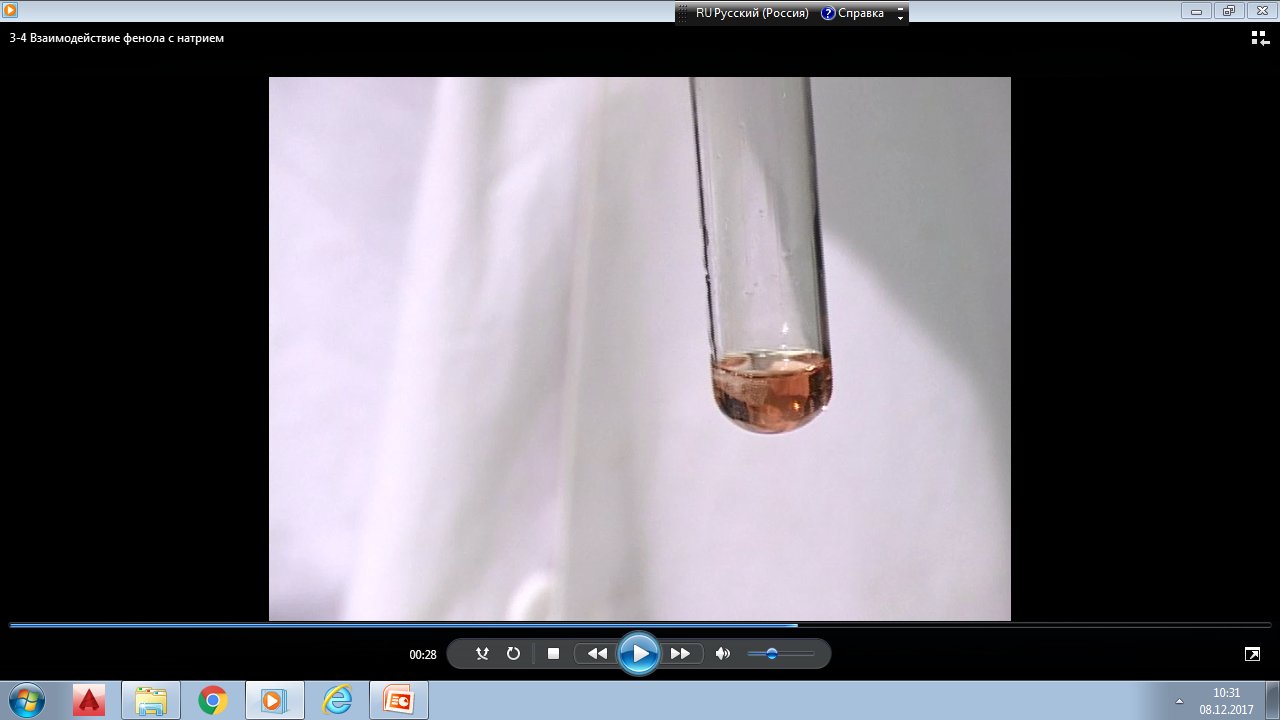 RU Русский (Россия) ? Справка
3-4 Взаимодействие фенола с натрием
00:28
10:31
08.12.2017